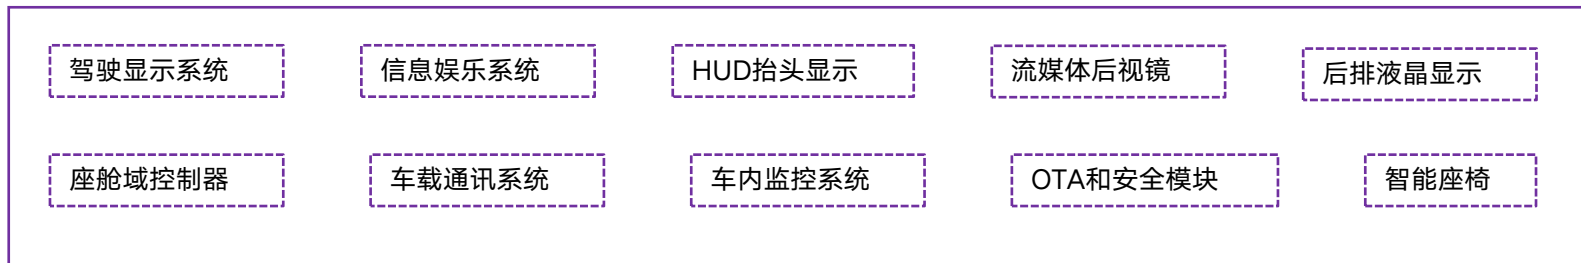 驾驶显示系统
信息娱乐系统
HUD抬头显示
流媒体后视镜
后排液晶显示
座舱域控制器
车载通讯系统
车内监控系统
OTA和安全模块
智能座椅